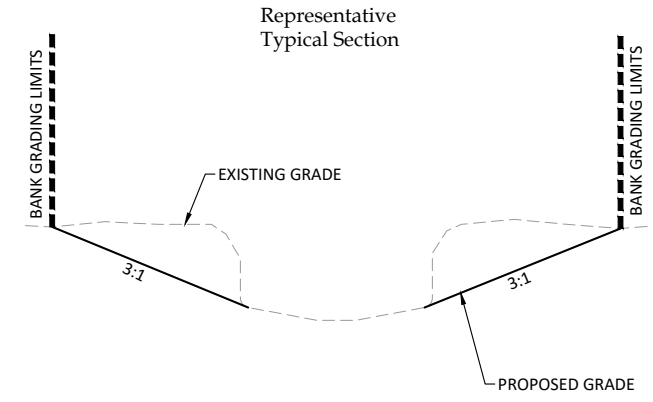 Representative
Typical Section
BANK GRADING LIMITS
BANK GRADING LIMITS
EXISTING GRADE
3:1
3:1
PROPOSED GRADE